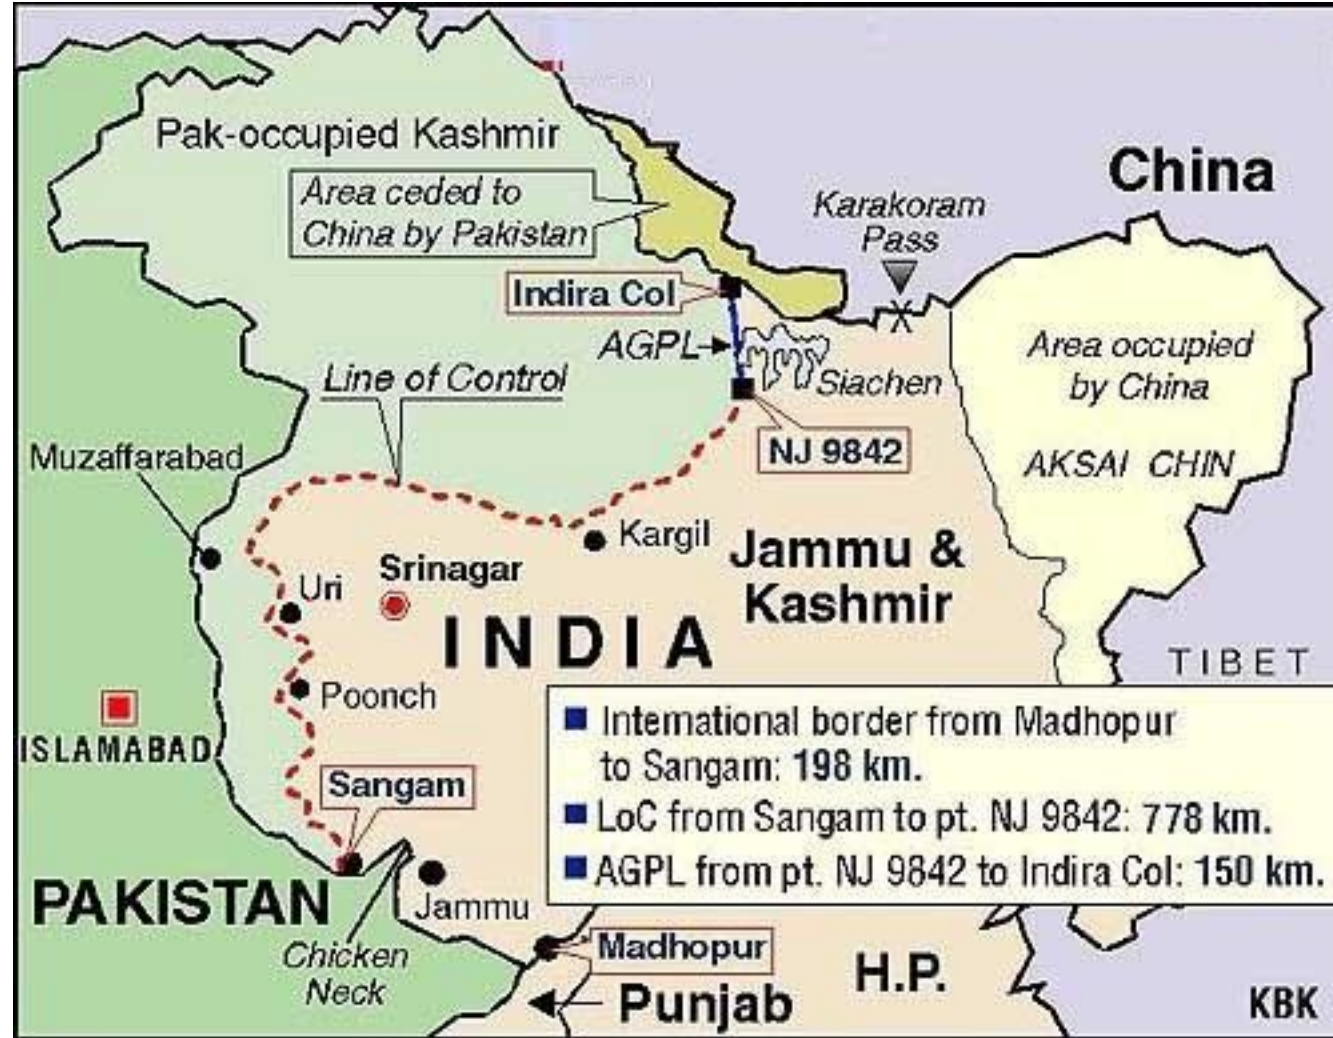 Pak-occupied Kashmir
Area ceded to
China by Pakistan
China
Karakoram
Pass
Indira Col
AGPL
Siachen
Line of Control
NJ 9842
Area occupied
by China
AKSAI CHIN
Muzaffarabad
Kargil
Jammu &
Kashmir
Srinagar
Uri
INDIA
TIBET
Poonch
ISLAMABAD
Sangam
International border from Madhopur
to Sangam: 198 km.
LoC from Sangam to pt. NJ 9842: 778 km.
AGPL from pt. NJ 9842 to Indira Col: 150 km.
PAKISTAN
Jammu
Chicken
Neck
Madhopur
H.P.
Punjab
KBK